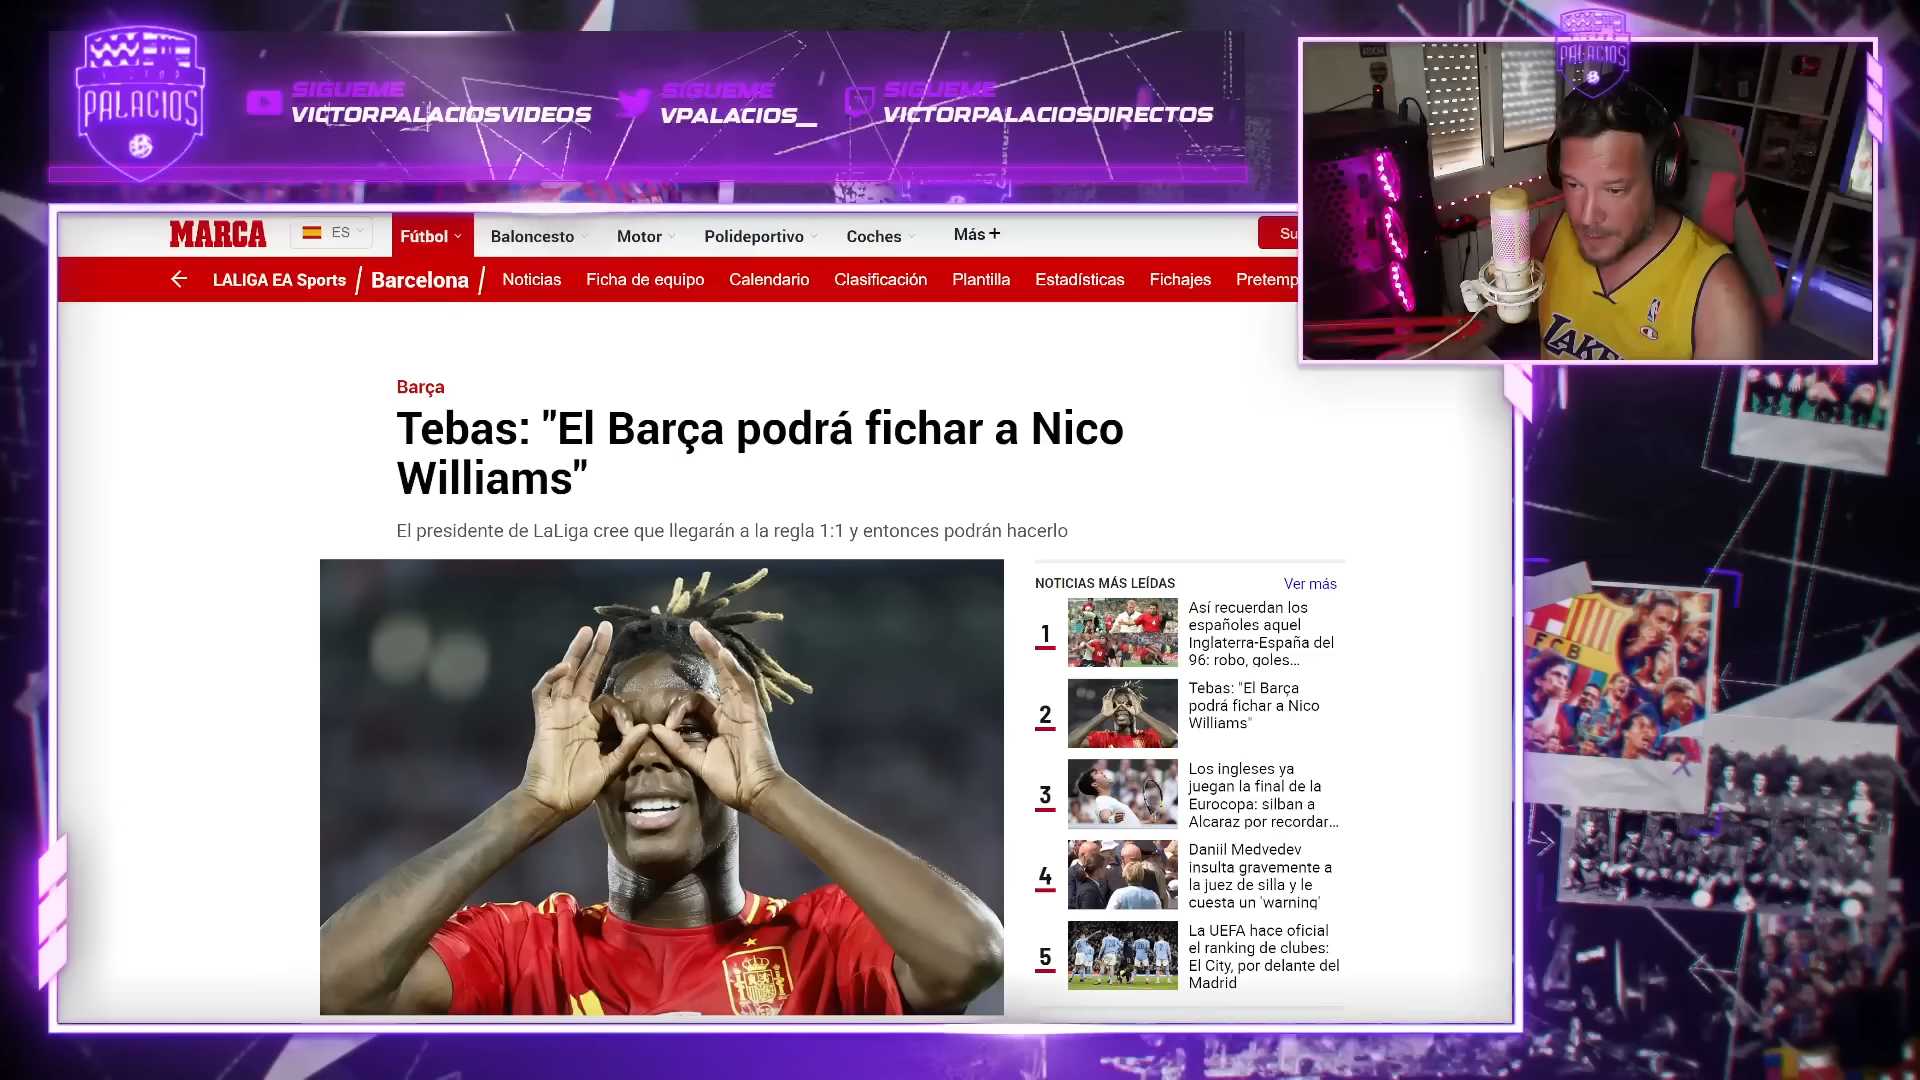 PALACIOS
SIGUEME
VICTORPALACIOSVIDEOS
SIGUEME
VPALACIOS__
SIGUEME
VICTORPALACIOSDIRECTOS
PALACIOS
LAKE
MARCA
ES
Fútbol
Baloncesto
Motor
Polideportivo
Coches
Más +
Su
LALIGA EA Sports / Barcelona /
Noticias
Ficha de equipo
Calendario
Clasificación
Plantilla
Estadísticas
Fichajes
Pretemp
Barça
Tebas: "El Barça podrá fichar a Nico
Williams"
El presidente de LaLiga cree que llegarán a la regla 1:1 y entonces podrán hacerlo
NOTICIAS MÁS LEÍDAS
Ver más
1
Así recuerdan los
españoles aquel
Inglaterra-España del
96: robo, goles...
2
Tebas: "El Barça
podrá fichar a Nico
Williams"
3
Los ingleses ya
juegan la final de la
Eurocopa: silban a
Alcaraz por recordar...
4
Daniil Medvedev
insulta gravemente a
la juez de silla y le
cuesta un 'warning'
5
La UEFA hace oficial
el ranking de clubes:
El City, por delante del
Madrid
FCB